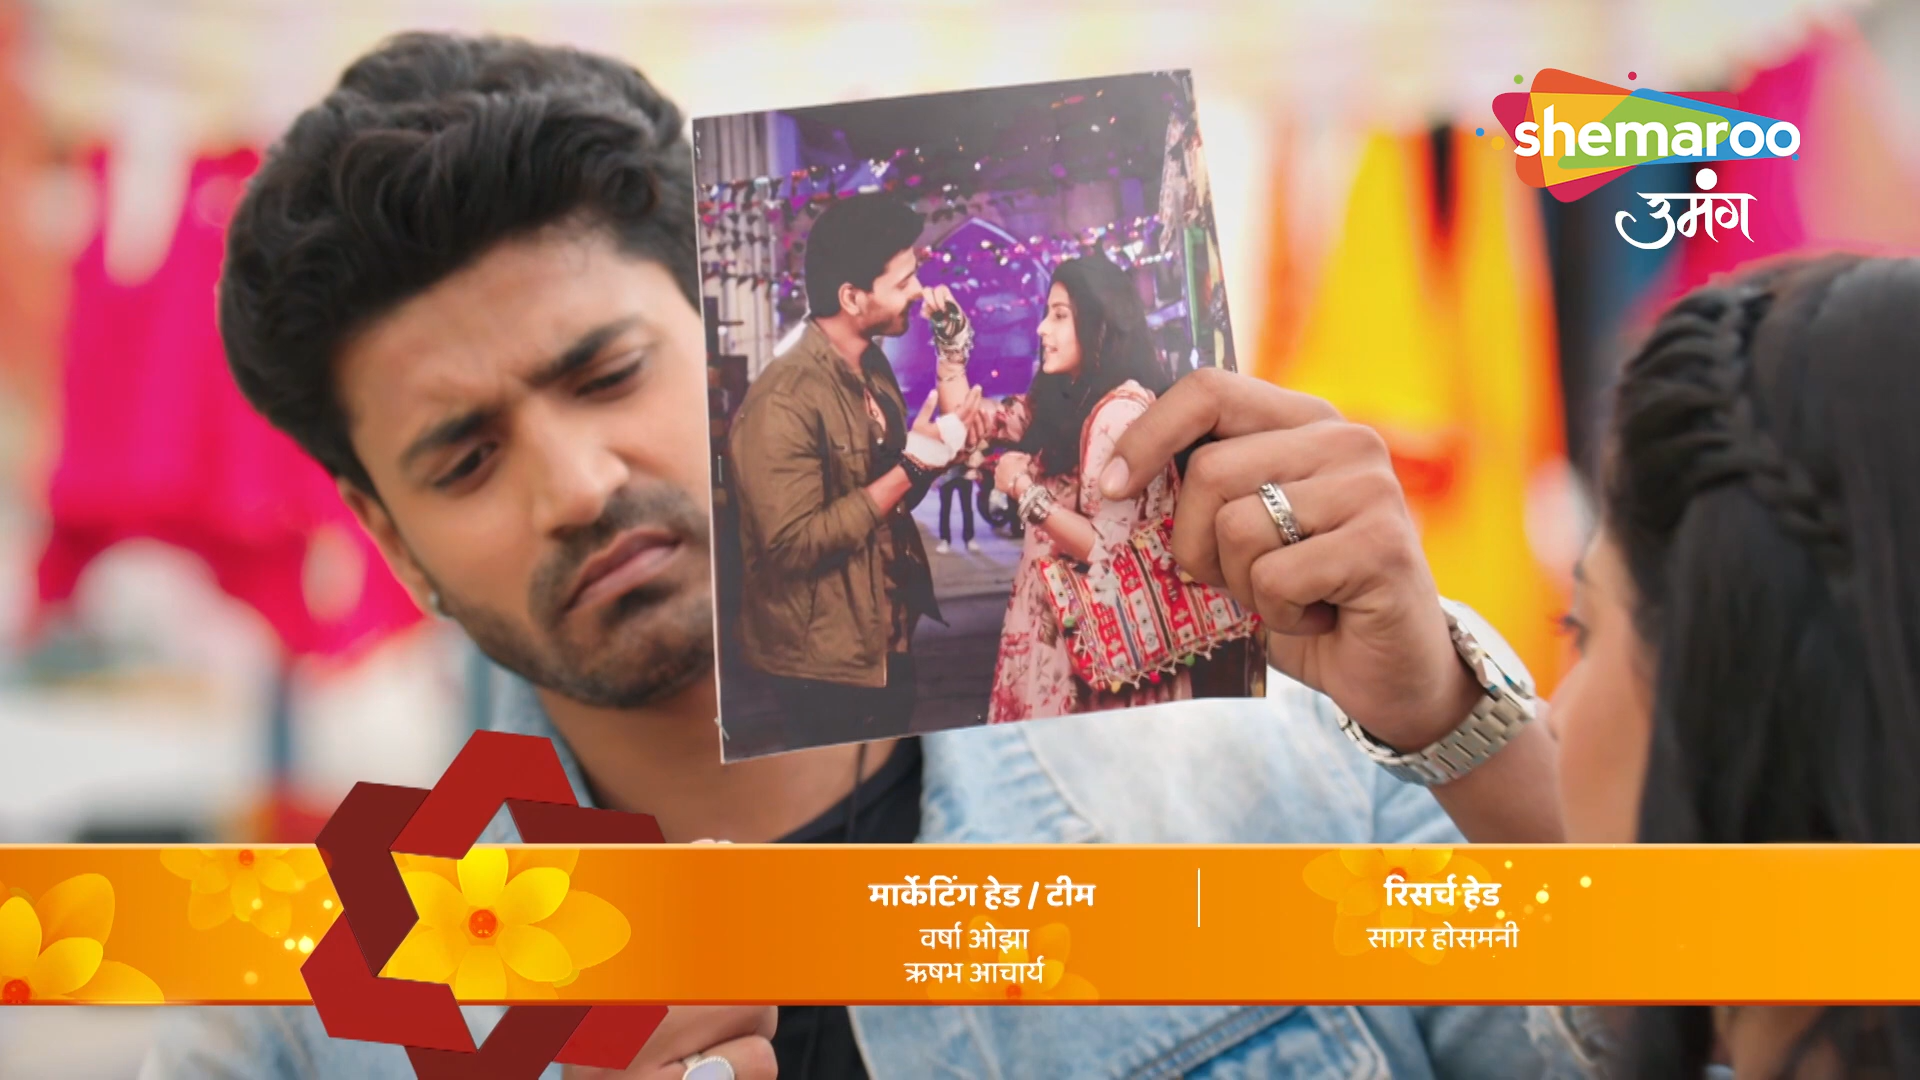 shemaroo
उमंग
मार्केटिंग हेड / टीम
वर्षा ओझा
ऋषभ आचार्य
रिसर्च हेड
सागर होसमनी